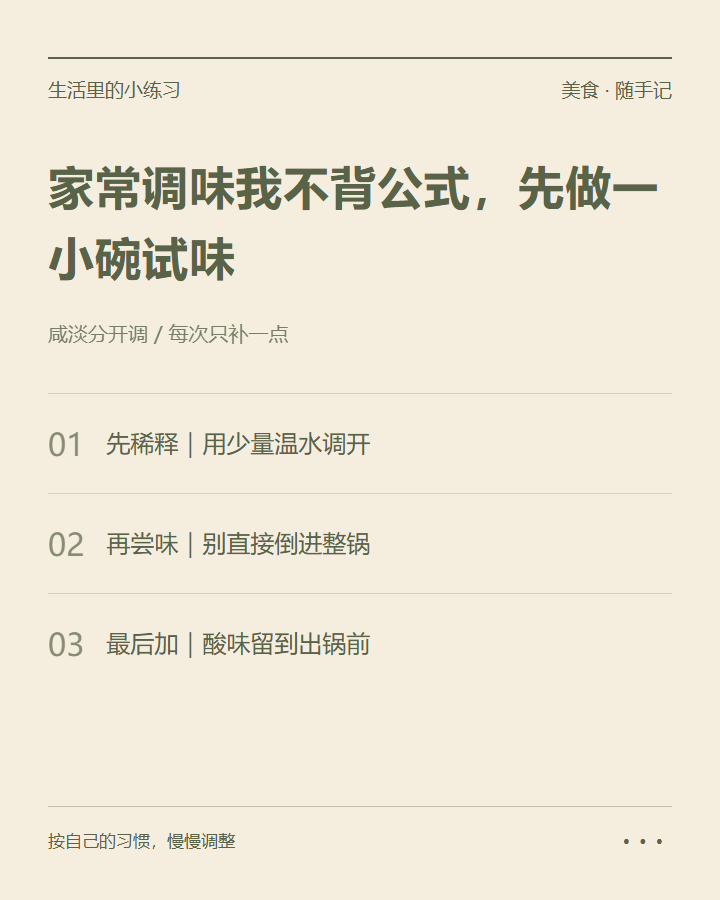 生活里的小练习
美食 · 随手记
家常调味我不背公式，先做一
小碗试味
咸淡分开调 / 每次只补一点
01 先稀释｜用少量温水调开
02 再尝味｜别直接倒进整锅
03 最后加｜酸味留到出锅前
按自己的习惯，慢慢调整
• • •